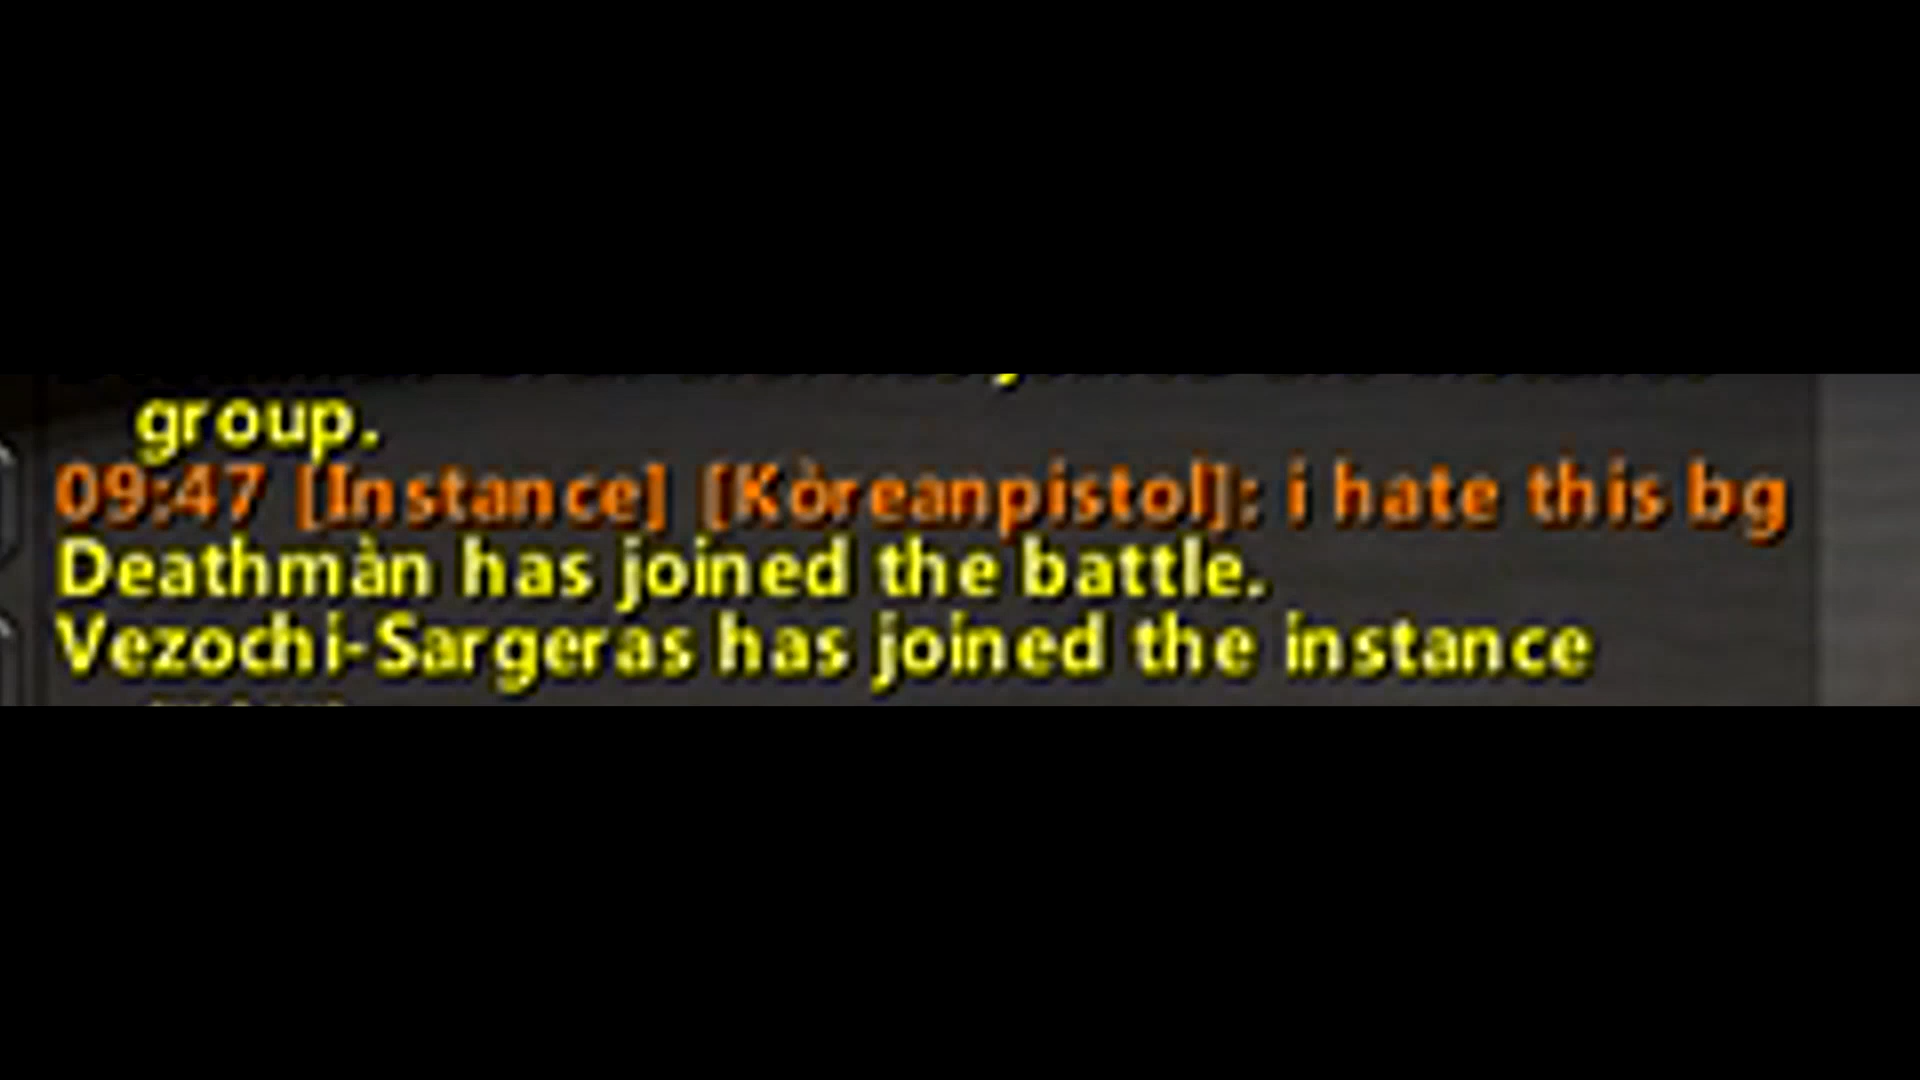 group.
09:47 [Instance] [Kòreanpistol]: i hate this bg
Deathmàn has joined the battle.
Vezochi-Sargeras has joined the instance